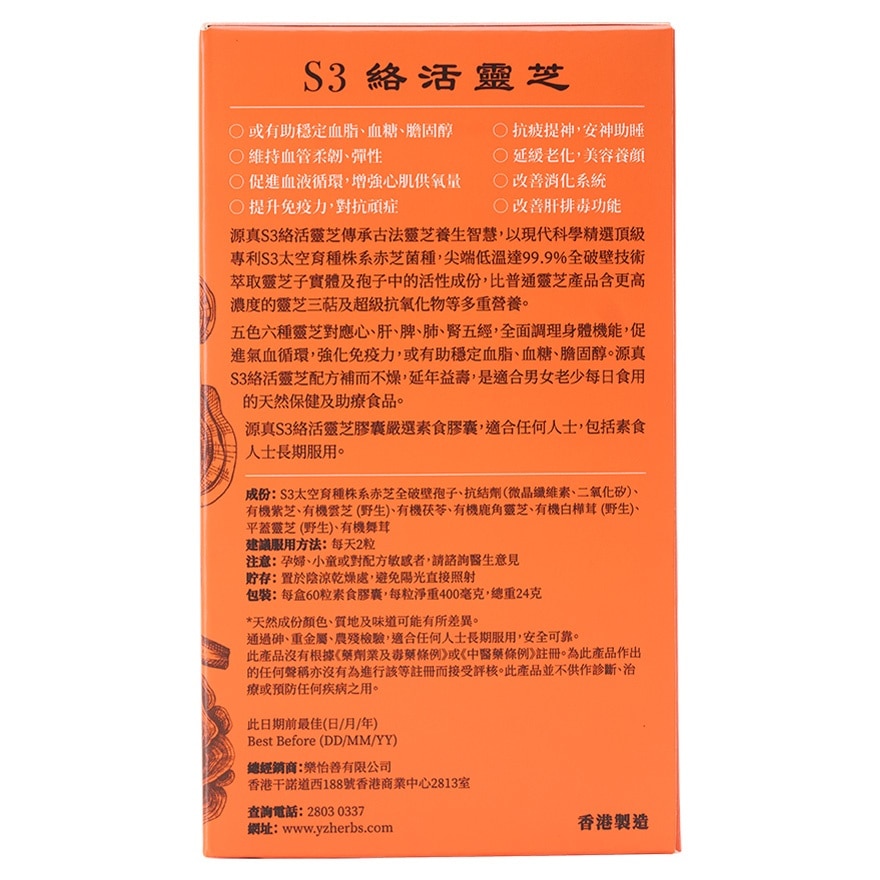 S3 絡活靈芝
○ 或有助穩定血脂、血糖、膽固醇
○ 維持血管柔韌、彈性
○ 促進血液循環,增強心肌供氧量
○ 提升免疫力,對抗頑症
○ 抗疲提神,安神助睡
○ 延緩老化,美容養顏
○ 改善消化系統
○ 改善肝排毒功能
源真S3絡活靈芝傳承古法靈芝養生智慧,以現代科學精選頂級
專利S3太空育種株系赤芝菌種,尖端低溫達99.9%全破壁技術
萃取靈芝子實體及孢子中的活性成份,比普通靈芝產品含更高
濃度的靈芝三萜及超級抗氧化物等多重營養。
五色六種靈芝對應心、肝、脾、肺、腎五經,全面調理身體機能,促
進氣血循環,強化免疫力,或有助穩定血脂、血糖、膽固醇。源真
S3絡活靈芝配方補而不燥,延年益壽,是適合男女老少每日食用
的天然保健及助療食品。
源真S3絡活靈芝膠囊嚴選素食膠囊,適合任何人士,包括素食
人士長期服用。
成份: S3太空育種株系赤芝全破壁孢子、抗結劑(微晶纖維素、二氧化矽)、
有機紫芝、有機雲芝 (野生)、有機茯苓、有機鹿角靈芝、有機白樺茸 (野生)、
平蓋靈芝 (野生)、有機舞茸
建議服用方法: 每天2粒
注意: 孕婦、小童或對配方敏感者,請諮詢醫生意見
貯存: 置於陰涼乾燥處,避免陽光直接照射
包裝: 每盒60粒素食膠囊,每粒淨重400毫克,總重24克
*天然成份顏色、質地及味道可能有所差異。
通過砷、重金屬、農殘檢驗,適合任何人士長期服用,安全可靠。
此產品沒有根據《藥劑業及毒藥條例》或《中醫藥條例》註冊。為此產品作出
的任何聲稱亦沒有為進行該等註冊而接受評核。此產品並不供作診斷、治
療或預防任何疾病之用。
此日期前最佳(日/月/年)
Best Before (DD/MM/YY)
總經銷商: 樂怡善有限公司
香港干諾道西188號香港商業中心2813室
查詢電話: 2803 0337
網址: www.yzherbs.com
香港製造